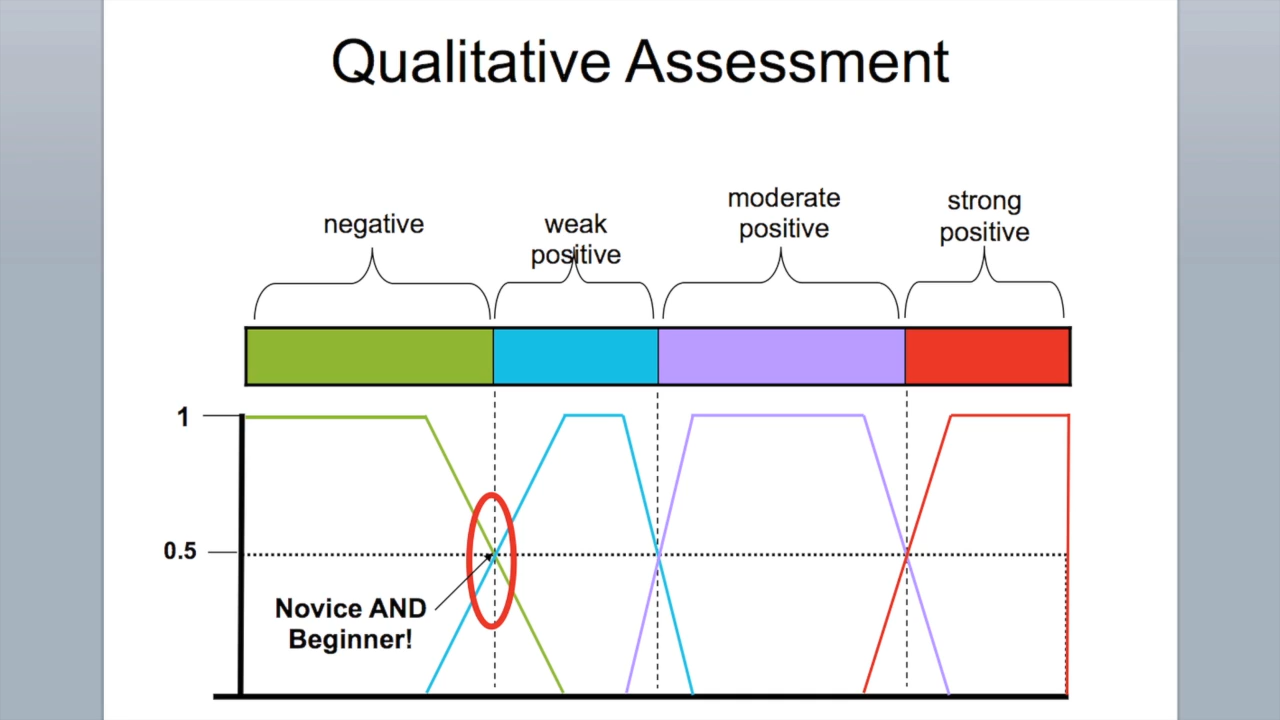 Qualitative Assessment
negative
weak
positive
moderate
positive
strong
positive
1
0.5
Novice AND
Beginner!